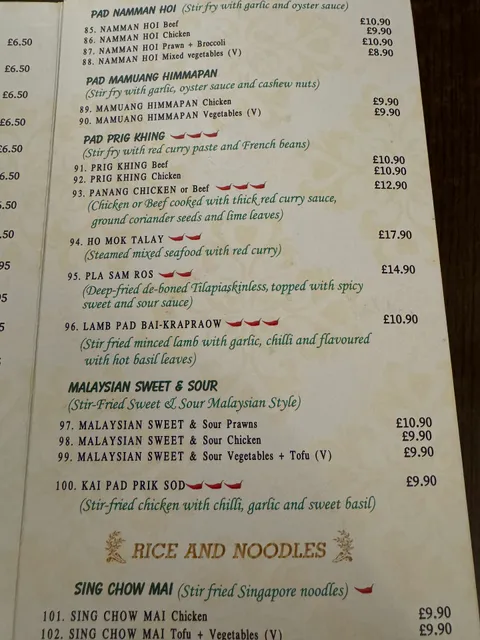 PAD NAMMAN HOI (Stir fry with garlic and oyster sauce)
85. NAMMAN HOI Beef £10.90
86. NAMMAN HOI Chicken £9.90
87. NAMMAN HOI Prawn + Broccoli £10.90
88. NAMMAN HOI Mixed vegetables (V) £8.90
PAD MAMUANG HIMMAPAN
(Stir fry with garlic, oyster sauce and cashew nuts)
89. MAMUANG HIMMAPAN Chicken £9.90
90. MAMUANG HIMMAPAN Vegetables (V) £9.90
PAD PRIG KHING
(Stir fry with red curry paste and French beans)
91. PRIG KHING Beef £10.90
92. PRIG KHING Chicken £10.90
93. PANANG CHICKEN or Beef £12.90
(Chicken or Beef cooked with thick red curry sauce,
ground coriander seeds and lime leaves)
94. HO MOK TALAY £17.90
(Steamed mixed seafood with red curry)
95. PLA SAM ROS £14.90
(Deep-fried de-boned Tilapiaskinless, topped with spicy
sweet and sour sauce)
96. LAMB PAD BAI-KRAPRAOW £10.90
(Stir fried minced lamb with garlic, chilli and flavoured
with hot basil leaves)
MALAYSIAN SWEET & SOUR
(Stir-Fried Sweet & Sour Malaysian Style)
97. MALAYSIAN SWEET & Sour Prawns £10.90
98. MALAYSIAN SWEET & Sour Chicken £9.90
99. MALAYSIAN SWEET & Sour Vegetables + Tofu (V) £9.90
100. KAI PAD PRIK SOD £9.90
(Stir-fried chicken with chilli, garlic and sweet basil)
RICE AND NOODLES
SING CHOW MAI (Stir fried Singapore noodles)
101. SING CHOW MAI Chicken £9.90
102. SING CHOW MAI Tofu + Vegetables (V) £9.90
£6.50
£6.50
£6.50
£6.50